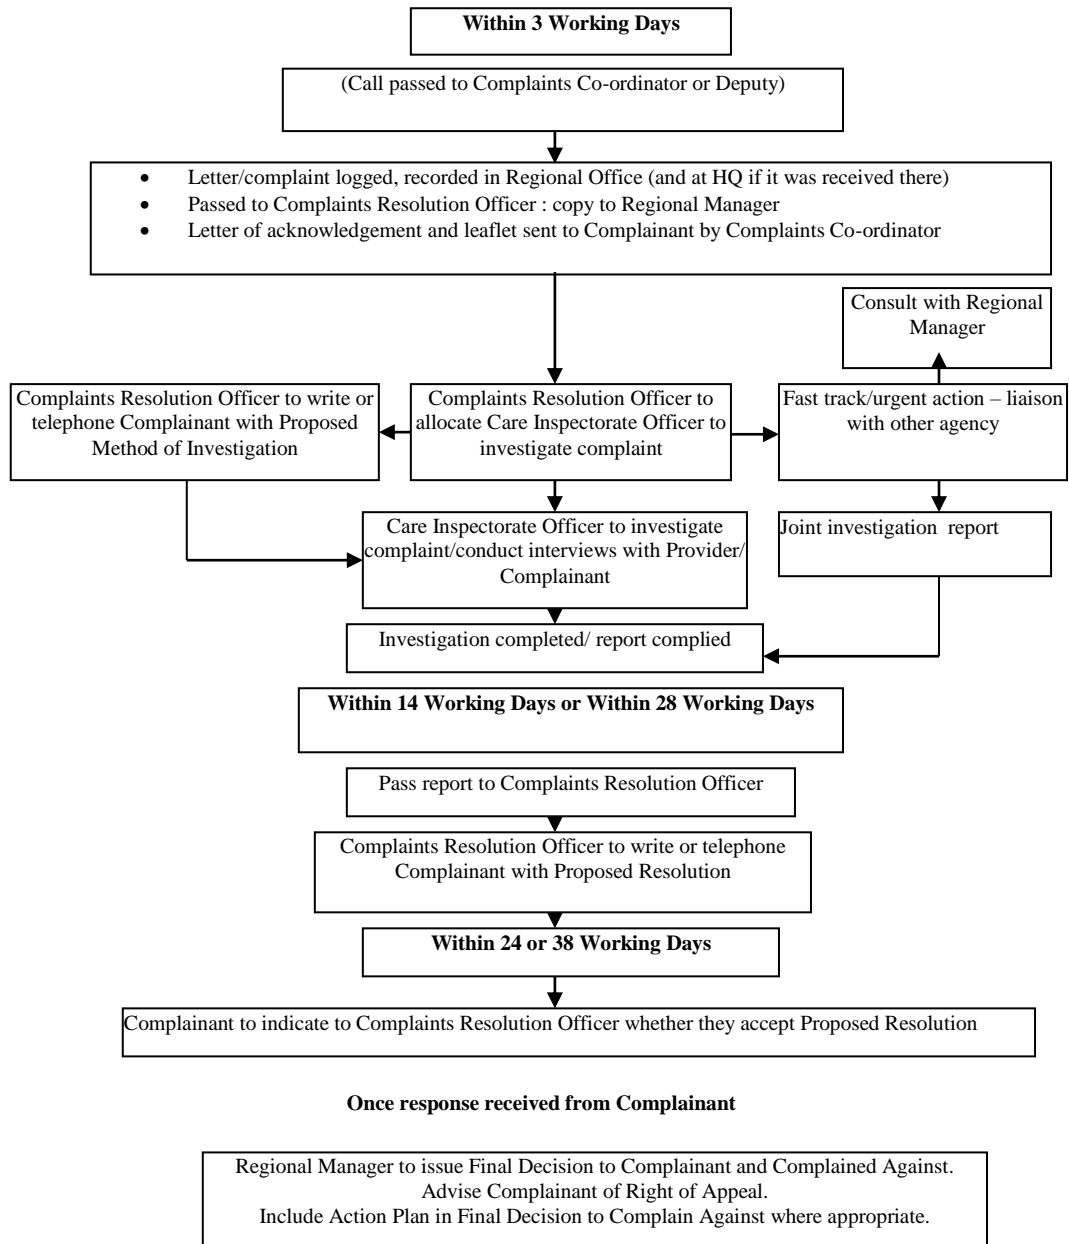 Within 3 Working Days
(Call passed to Complaints Co-ordinator or Deputy)
• Letter/complaint logged, recorded in Regional Office (and at HQ if it was received there)
• Passed to Complaints Resolution Officer : copy to Regional Manager
• Letter of acknowledgement and leaflet sent to Complainant by Complaints Co-ordinator
Consult with Regional
Manager
Complaints Resolution Officer to write or
telephone Complainant with Proposed
Method of Investigation
Complaints Resolution Officer to
allocate Care Inspectorate Officer to
investigate complaint
Fast track/urgent action – liaison
with other agency
Care Inspectorate Officer to investigate
complaint/conduct interviews with Provider/
Complainant
Joint investigation  report
Investigation completed/ report complied
Within 14 Working Days or Within 28 Working Days
Pass report to Complaints Resolution Officer
Complaints Resolution Officer to write or telephone
Complainant with Proposed Resolution
Within 24 or 38 Working Days
Complainant to indicate to Complaints Resolution Officer whether they accept Proposed Resolution
Once response received from Complainant
Regional Manager to issue Final Decision to Complainant and Complained Against.
Advise Complainant of Right of Appeal.
Include Action Plan in Final Decision to Complain Against where appropriate.